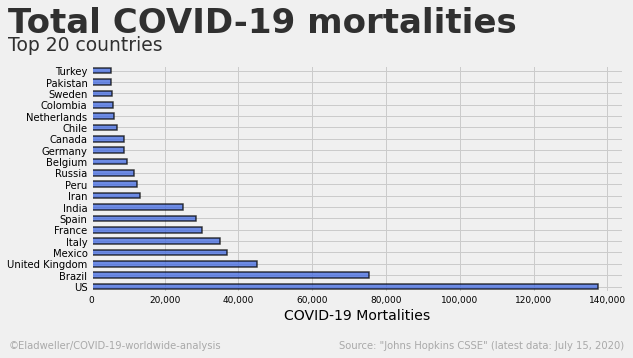 Total COVID-19 mortalities
Top 20 countries
Turkey
Pakistan
Sweden
Colombia
Netherlands
Chile
Canada
Germany
Belgium
Russia
Peru
Iran
India
Spain
France
Italy
Mexico
United Kingdom
Brazil
US
0 20,000 40,000 60,000 80,000 100,000 120,000 140,000
COVID-19 Mortalities
©Eladweller/COVID-19-worldwide-analysis Source: "Johns Hopkins CSSE" (latest data: July 15, 2020)